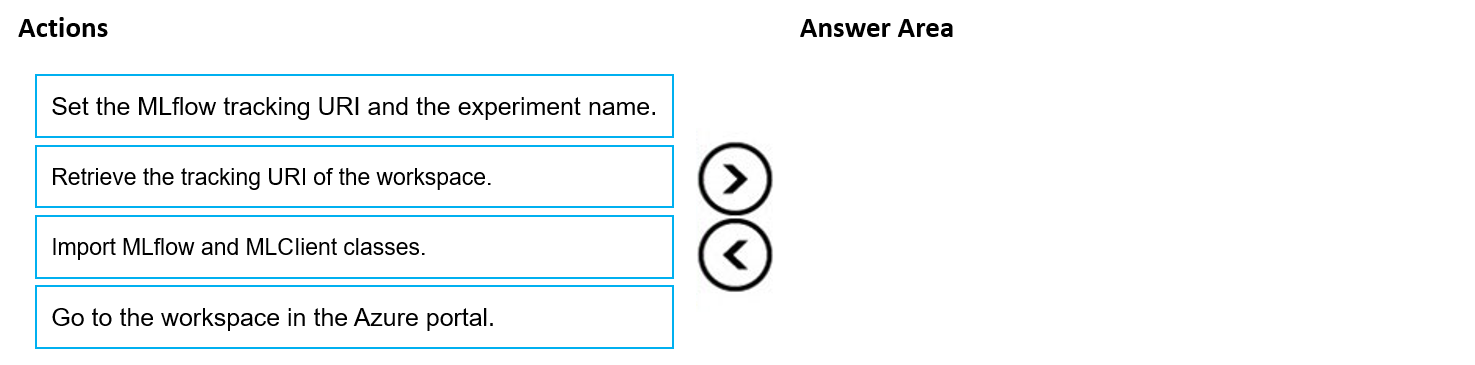 Actions
Answer Area
Set the MLflow tracking URI and the experiment name.
Retrieve the tracking URI of the workspace.
Import MLflow and MLClient classes.
Go to the workspace in the Azure portal.